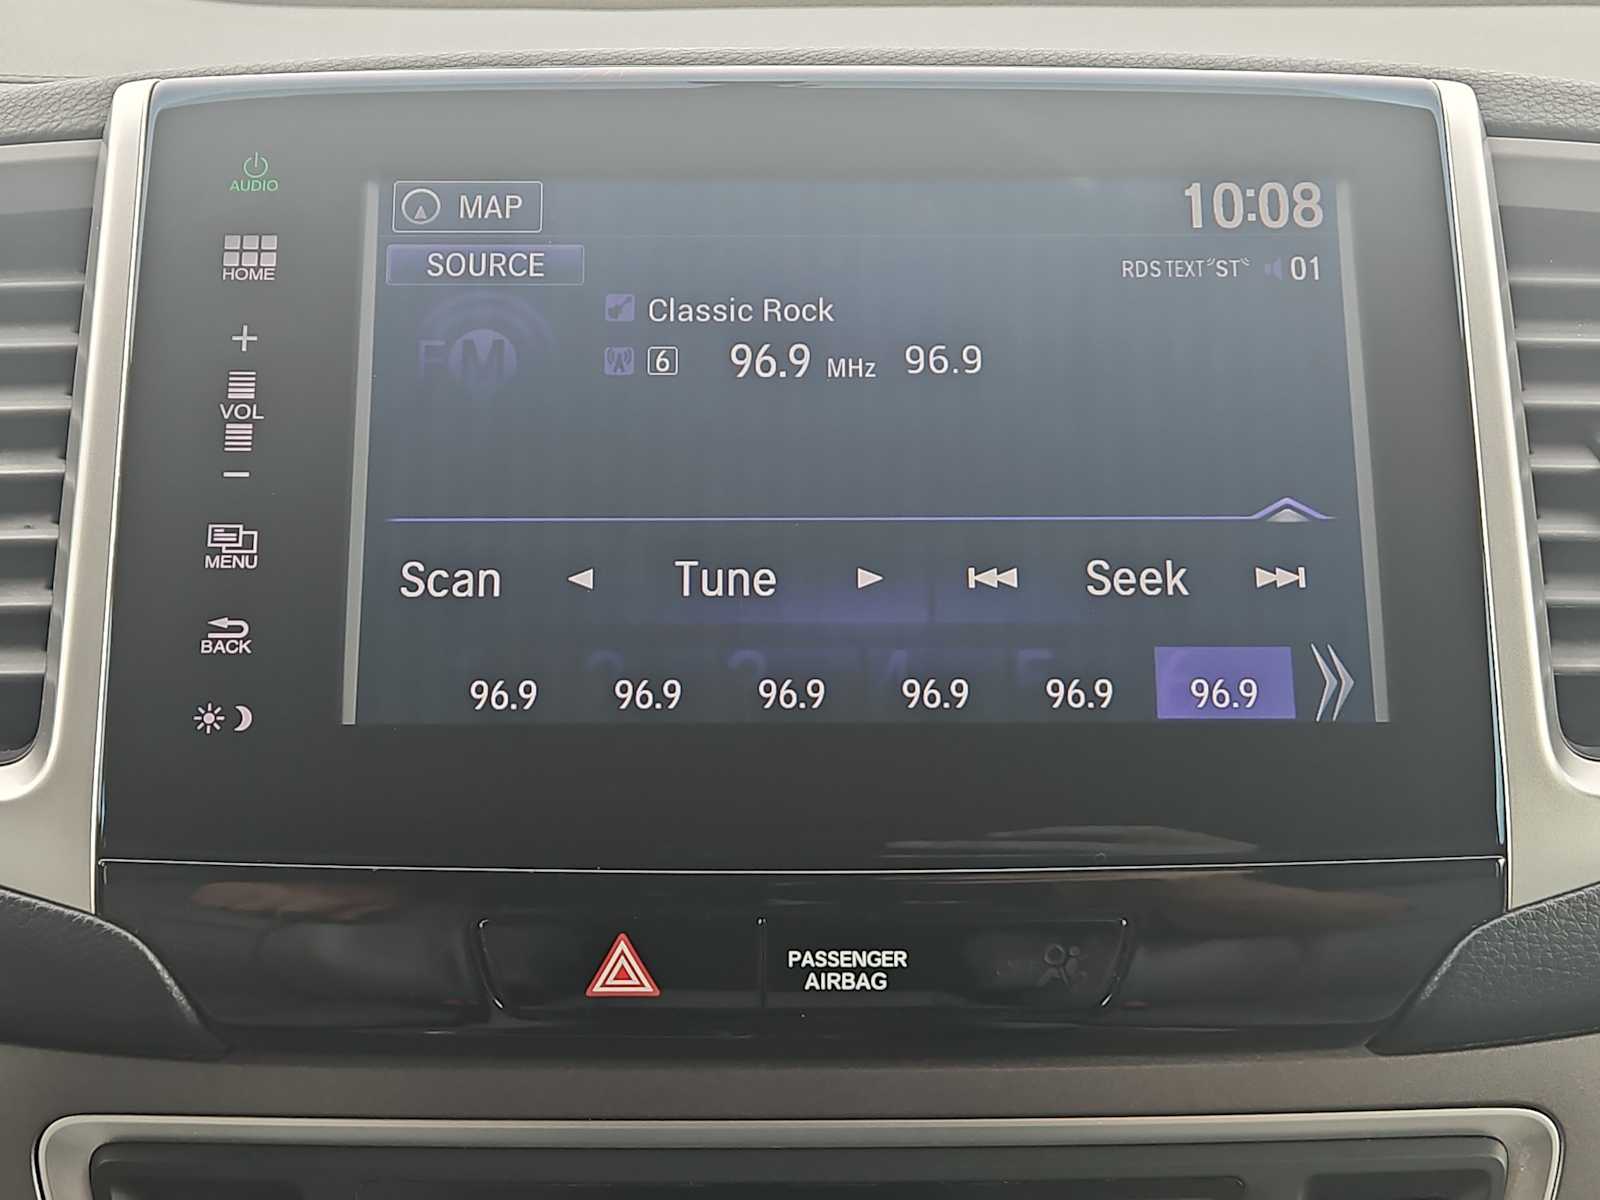 AUDIO
MAP
10:08
HOME
SOURCE
RDS TEXT ST 01
Classic Rock
FM
6 96.9 MHz 96.9
+
VOL
−
MENU
Scan Tune Seek
BACK
96.9 96.9 96.9 96.9 96.9 96.9
PASSENGER
AIRBAG